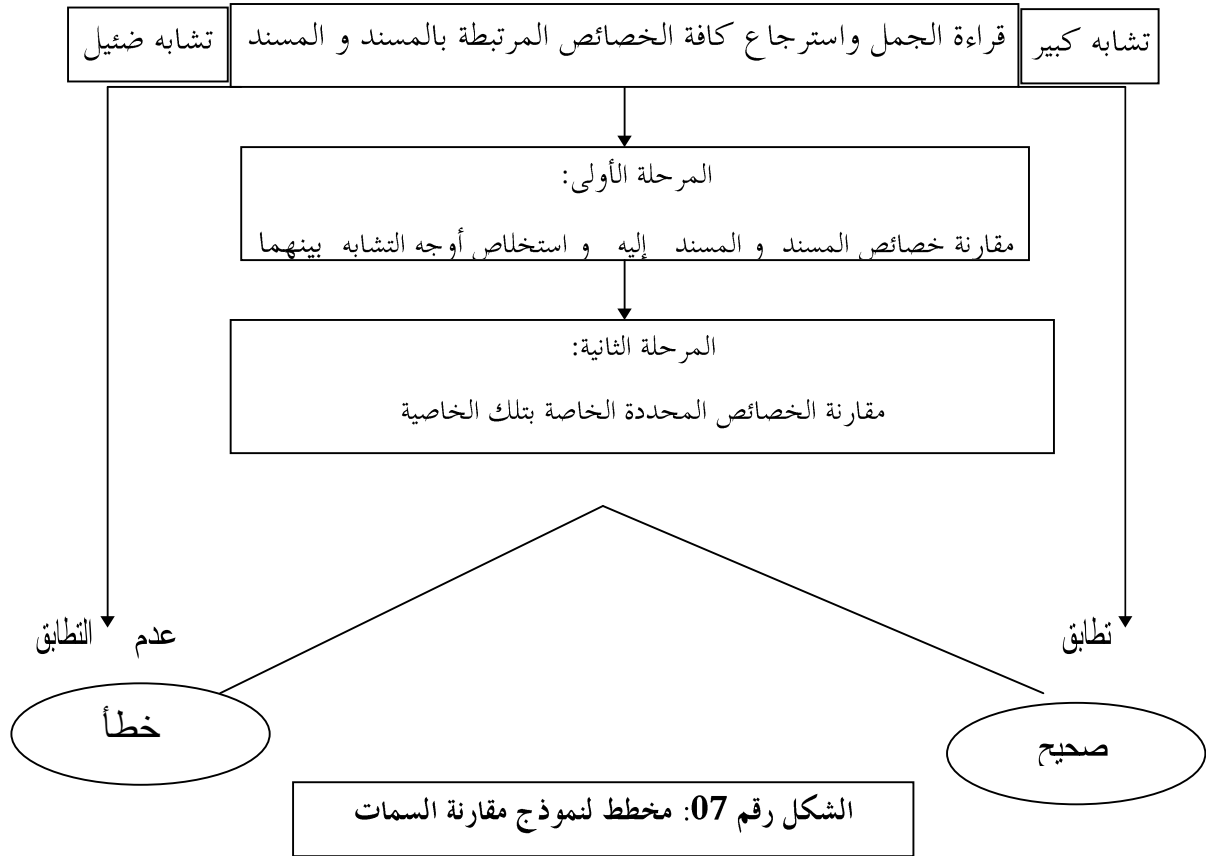 تشابه كبير
قراءة الجمل واسترجاع كافة الخصائص المرتبطة بالمسند و المسند
تشابه ضئيل
المرحلة الأولى:
مقارنة خصائص المسند و المسند إليه و استخلاص أوجه التشابه بينهما
المرحلة الثانية:
مقارنة الخصائص المحددة الخاصة بتلك الخاصية
تطابق
عدم التطابق
صحيح
خطأ
الشكل رقم 07: مخطط لنموذج مقارنة السمات